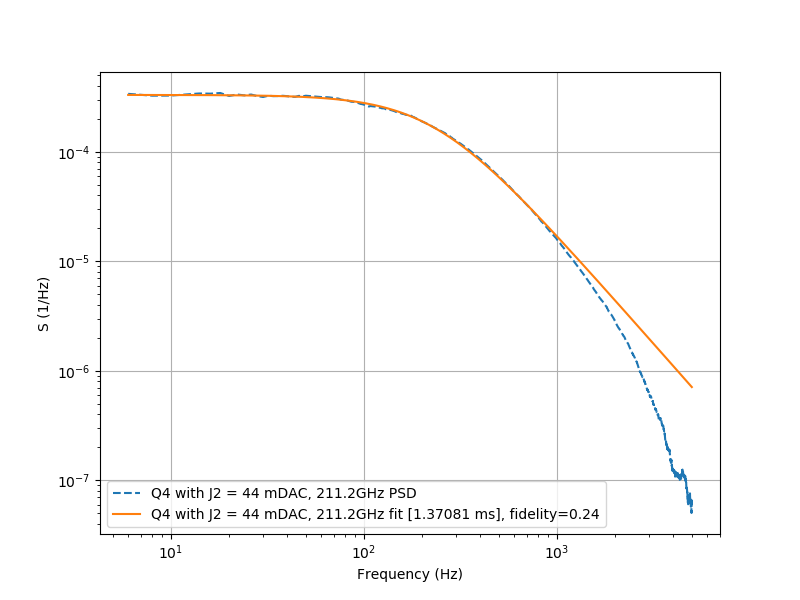 S (1/Hz)
10⁻⁴
10⁻⁵
10⁻⁶
10⁻⁷
Q4 with J2 = 44 mDAC, 211.2GHz PSD
Q4 with J2 = 44 mDAC, 211.2GHz fit [1.37081 ms], fidelity=0.24
10¹ 10² 10³
Frequency (Hz)